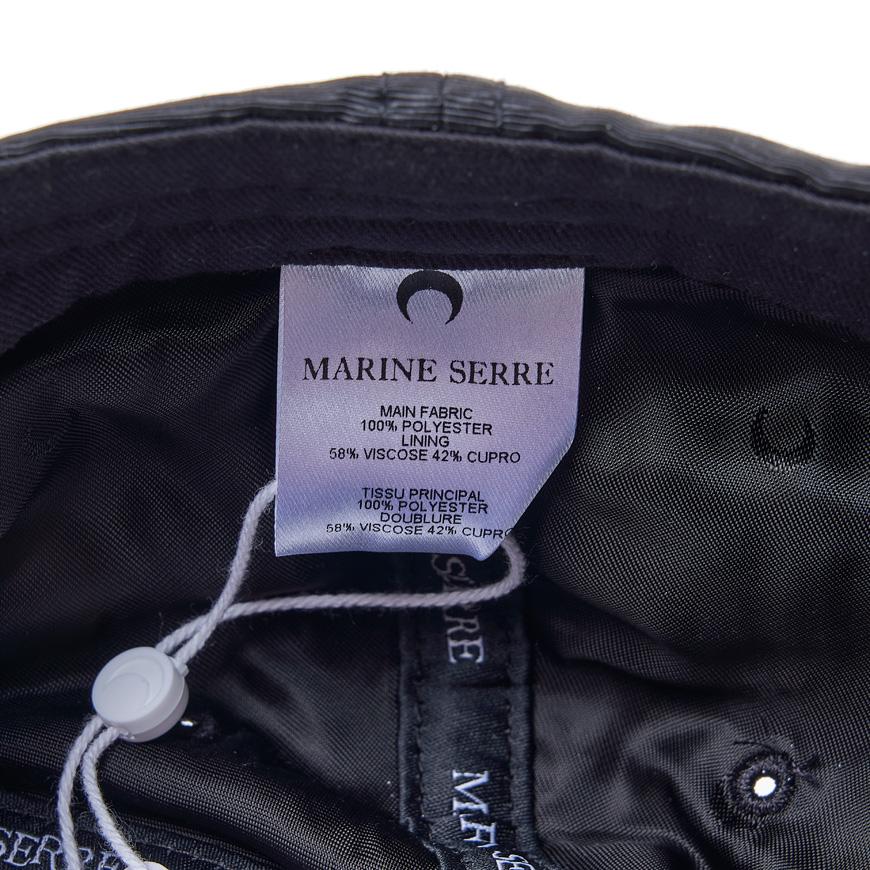 MARINE SERRE
MAIN FABRIC
100% POLYESTER
LINING
58% VISCOSE 42% CUPRO
TISSU PRINCIPAL
100% POLYESTER
DOUBLURE
58% VISCOSE 42% CUPRO